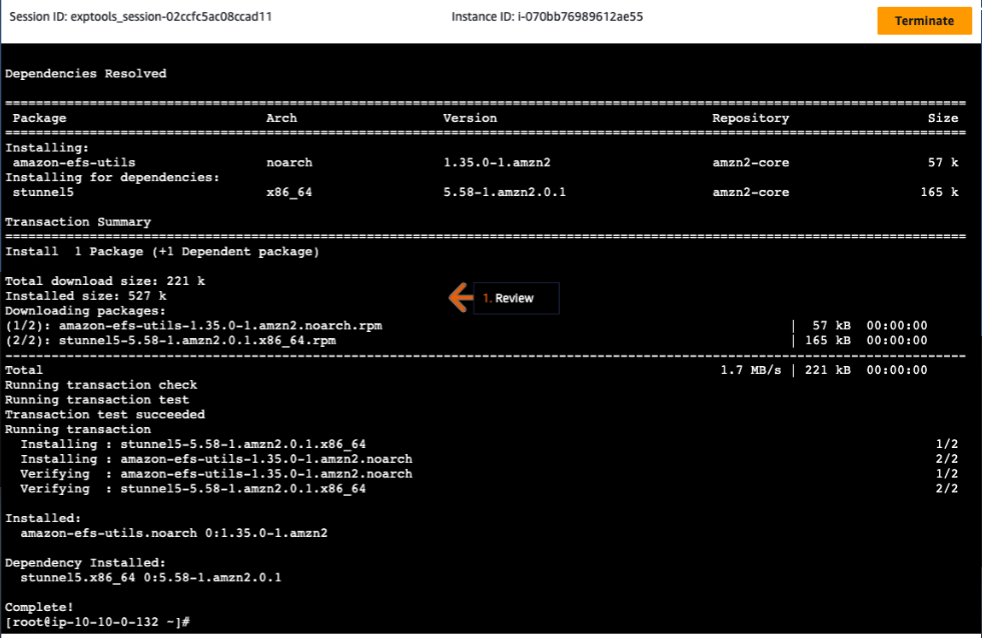 Session ID: exptools_session-02ccfc5ac08ccad11 Instance ID: i-070bb76989612ae55 Terminate
Dependencies Resolved
================================================================================
Package Arch Version Repository Size
================================================================================
Installing:
amazon-efs-utils noarch 1.35.0-1.amzn2 amzn2-core 57 k
Installing for dependencies:
stunnel5 x86_64 5.58-1.amzn2.0.1 amzn2-core 165 k
Transaction Summary
================================================================================
Install 1 Package (+1 Dependent package)
Total download size: 221 k
Installed size: 527 k
1. Review
Downloading packages:
(1/2): amazon-efs-utils-1.35.0-1.amzn2.noarch.rpm | 57 kB 00:00:00
(2/2): stunnel5-5.58-1.amzn2.0.1.x86_64.rpm | 165 kB 00:00:00
--------------------------------------------------------------------------------
Total 1.7 MB/s | 221 kB 00:00:00
Running transaction check
Running transaction test
Transaction test succeeded
Running transaction
Installing : stunnel5-5.58-1.amzn2.0.1.x86_64 1/2
Installing : amazon-efs-utils-1.35.0-1.amzn2.noarch 2/2
Verifying : amazon-efs-utils-1.35.0-1.amzn2.noarch 1/2
Verifying : stunnel5-5.58-1.amzn2.0.1.x86_64 2/2
Installed:
amazon-efs-utils.noarch 0:1.35.0-1.amzn2
Dependency Installed:
stunnel5.x86_64 0:5.58-1.amzn2.0.1
Complete!
[root@ip-10-10-0-132 ~]#